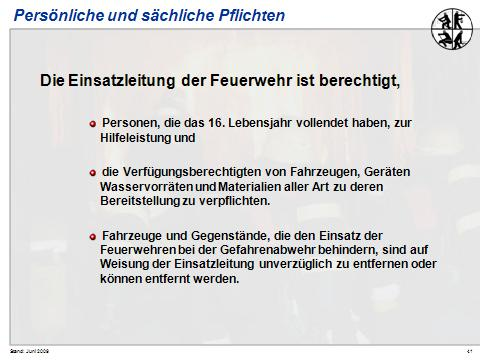 Persönliche und sächliche Pflichten
Die Einsatzleitung der Feuerwehr ist berechtigt,
Personen, die das 16. Lebensjahr vollendet haben, zur
Hilfeleistung und
die Verfügungsberechtigten von Fahrzeugen, Geräten
Wasservorräten und Materialien aller Art zu deren
Bereitstellung zu verpflichten.
Fahrzeuge und Gegenstände, die den Einsatz der
Feuerwehren bei der Gefahrenabwehr behindern, sind auf
Weisung der Einsatzleitung unverzüglich zu entfernen oder
können entfernt werden.
Stand: Juni